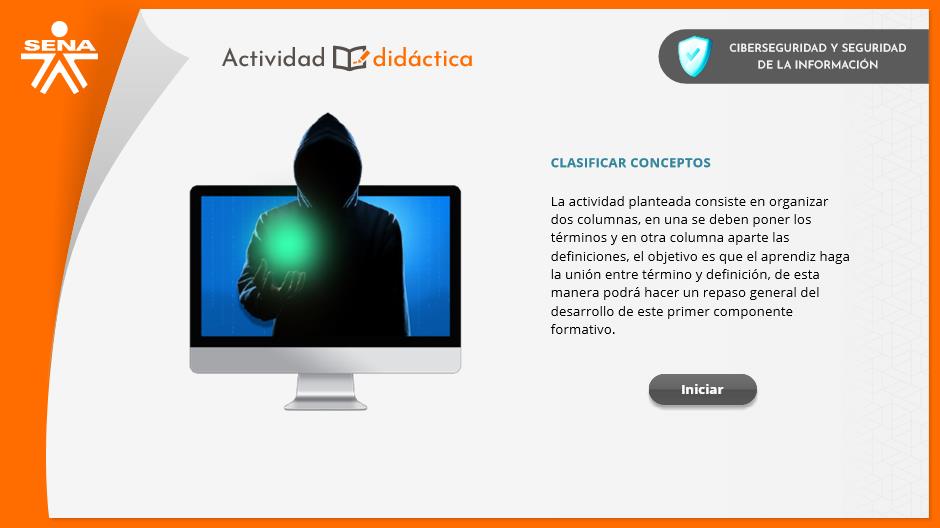 SENA
Actividad didáctica
CIBERSEGURIDAD Y SEGURIDAD
DE LA INFORMACIÓN
CLASIFICAR CONCEPTOS
La actividad planteada consiste en organizar
dos columnas, en una se deben poner los
términos y en otra columna aparte las
definiciones, el objetivo es que el aprendiz haga
la unión entre término y definición, de esta
manera podrá hacer un repaso general del
desarrollo de este primer componente
formativo.
Iniciar